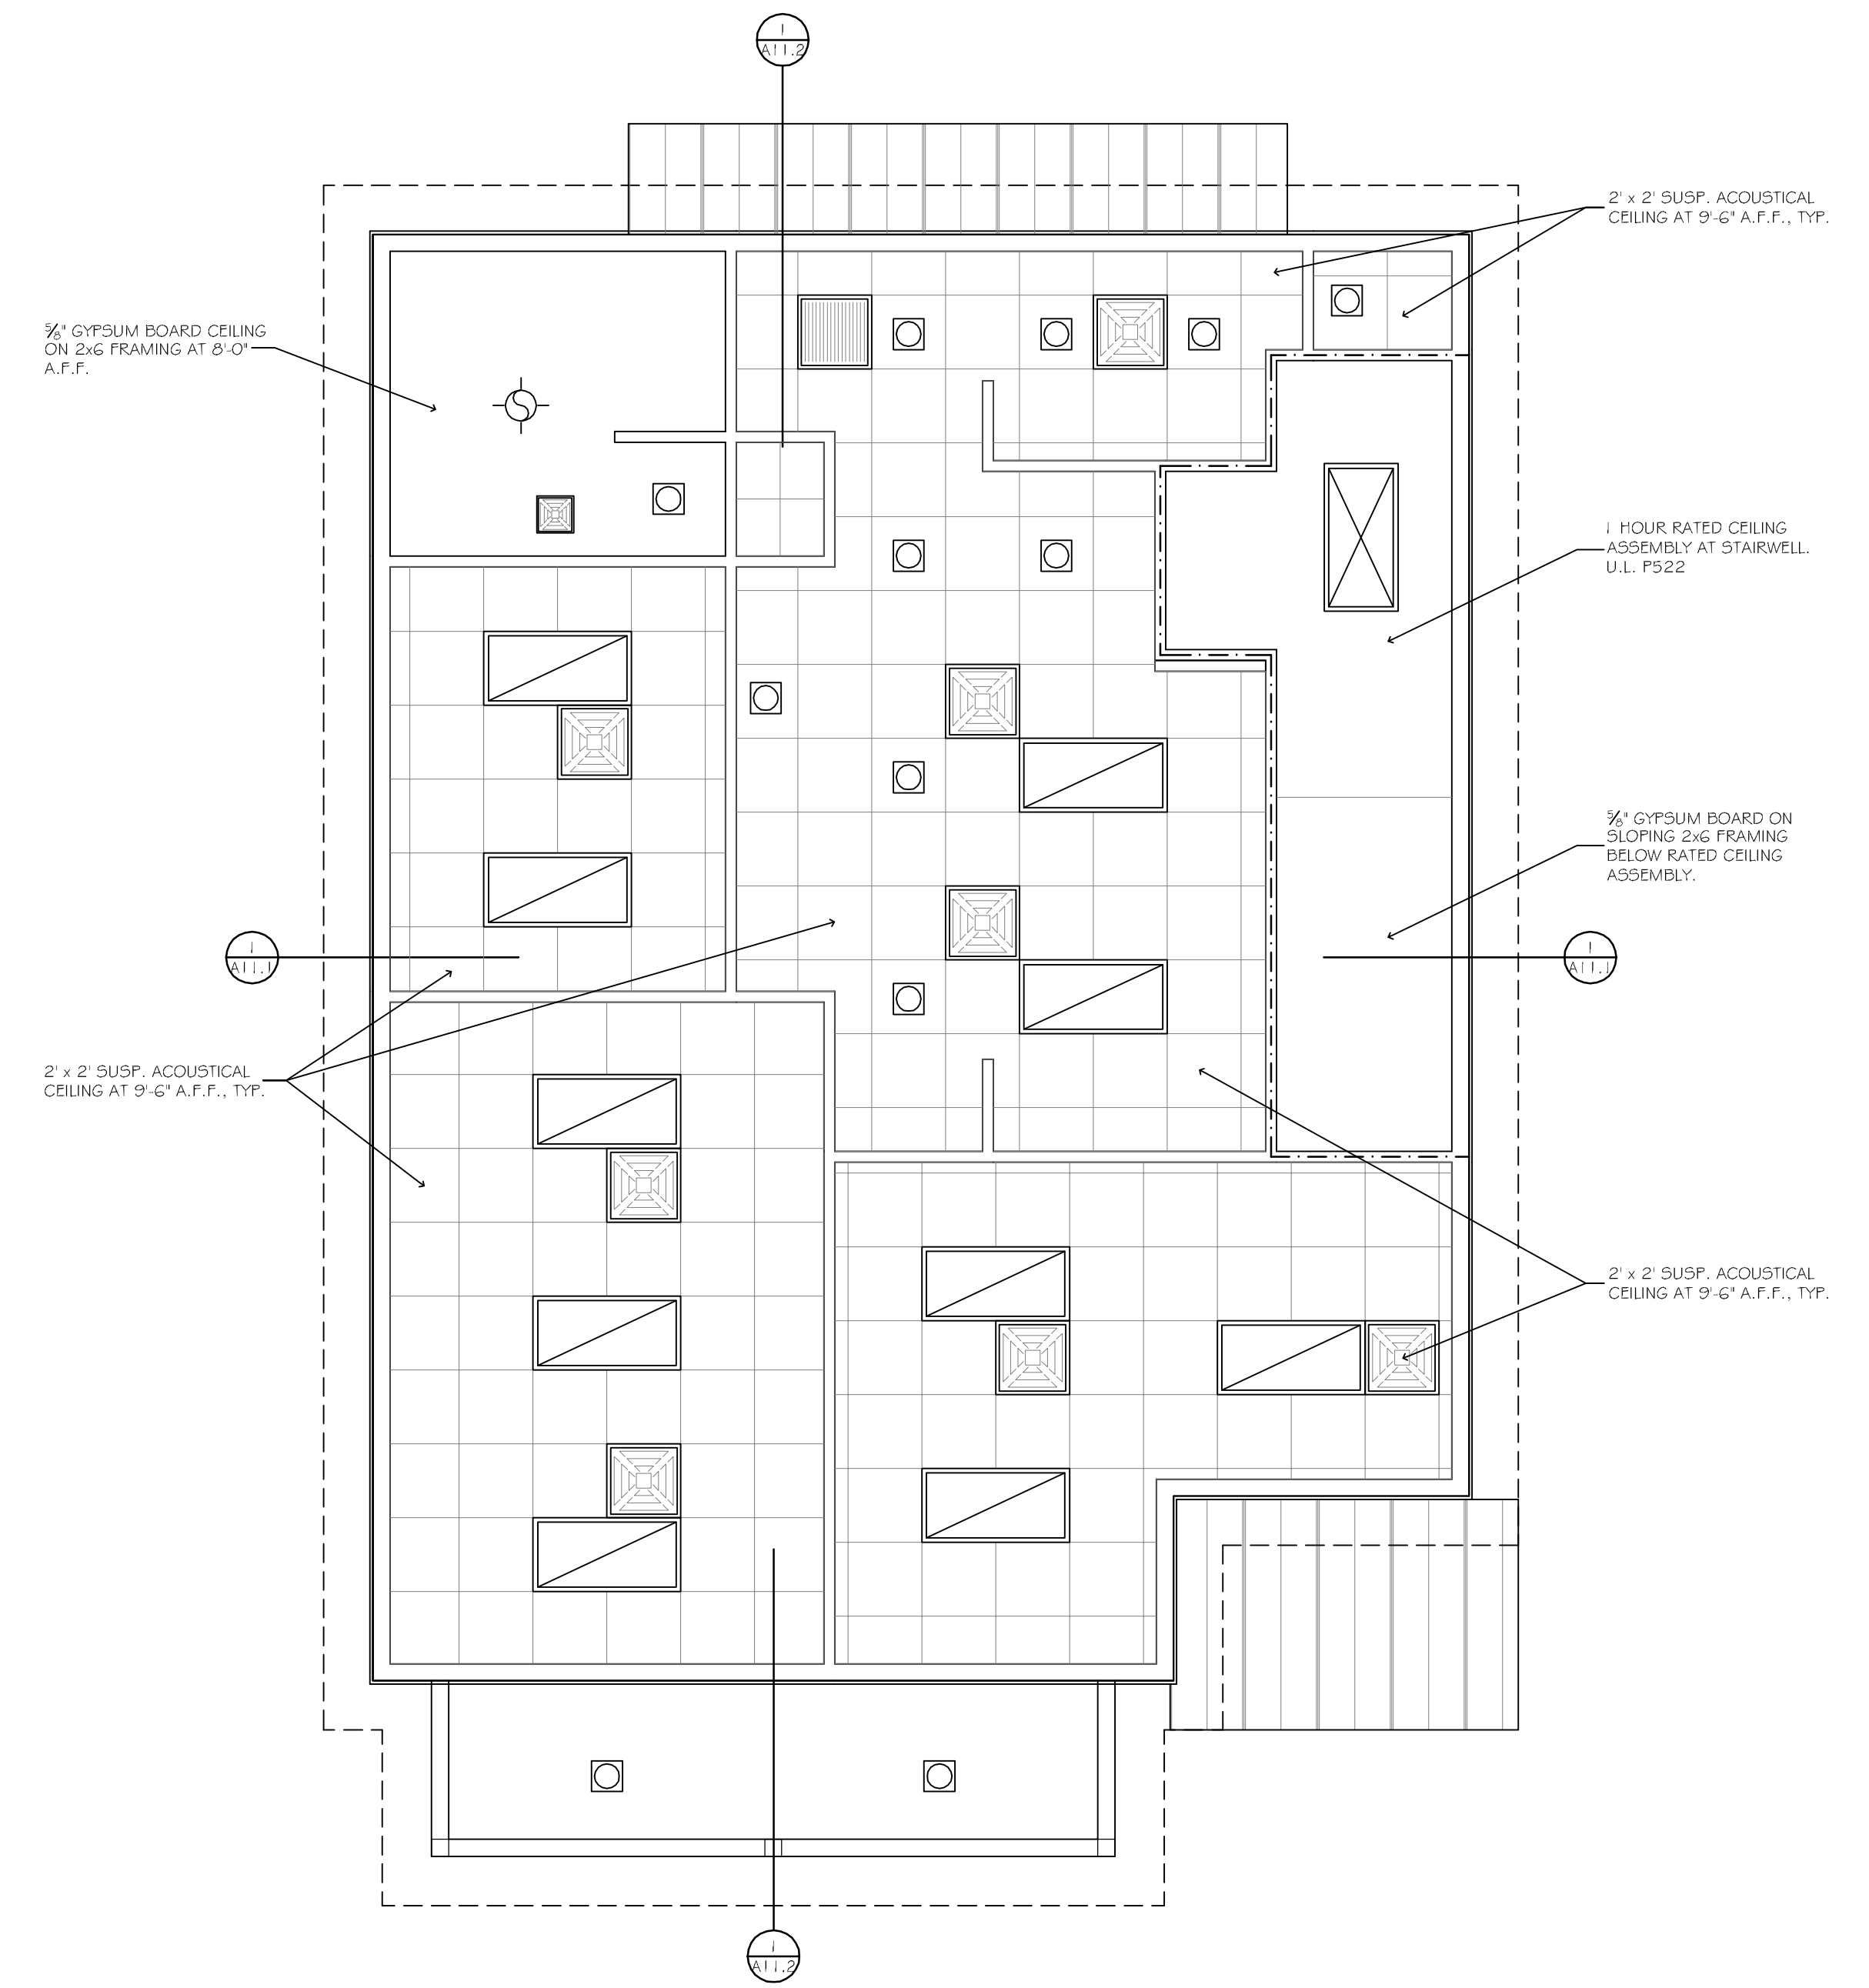 1
A11.2
2' x 2' SUSP. ACOUSTICAL
CEILING AT 9'-6" A.F.F., TYP.
5/8" GYPSUM BOARD CEILING
ON 2x6 FRAMING AT 8'-0"
A.F.F.
1 HOUR RATED CEILING
ASSEMBLY AT STAIRWELL.
U.L. P522
5/8" GYPSUM BOARD ON
SLOPING 2x6 FRAMING
BELOW RATED CEILING
ASSEMBLY.
1
A11.1
1
A11.1
2' x 2' SUSP. ACOUSTICAL
CEILING AT 9'-6" A.F.F., TYP.
2' x 2' SUSP. ACOUSTICAL
CEILING AT 9'-6" A.F.F., TYP.
1
A11.2